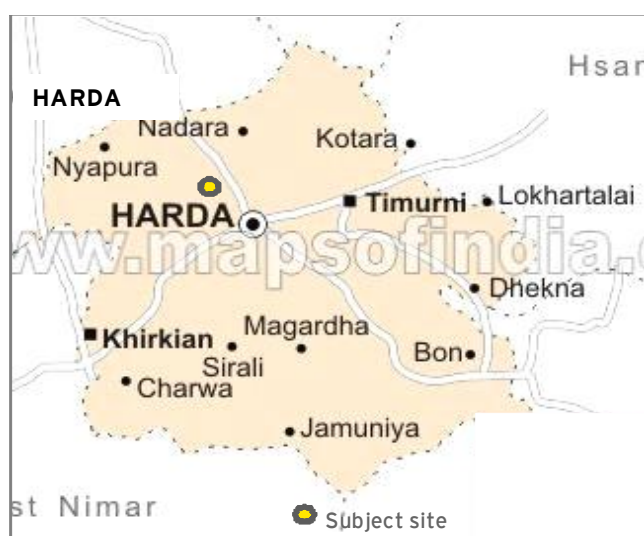 Hsar
HARDA
Nadara
Kotara
Nyapura
HARDA
Timurni
Lokhartalai
www.mapsofindia.c
Dhekna
Khirkian
Magardha
Sirali
Bon
Charwa
Jamuniya
st Nimar
Subject site